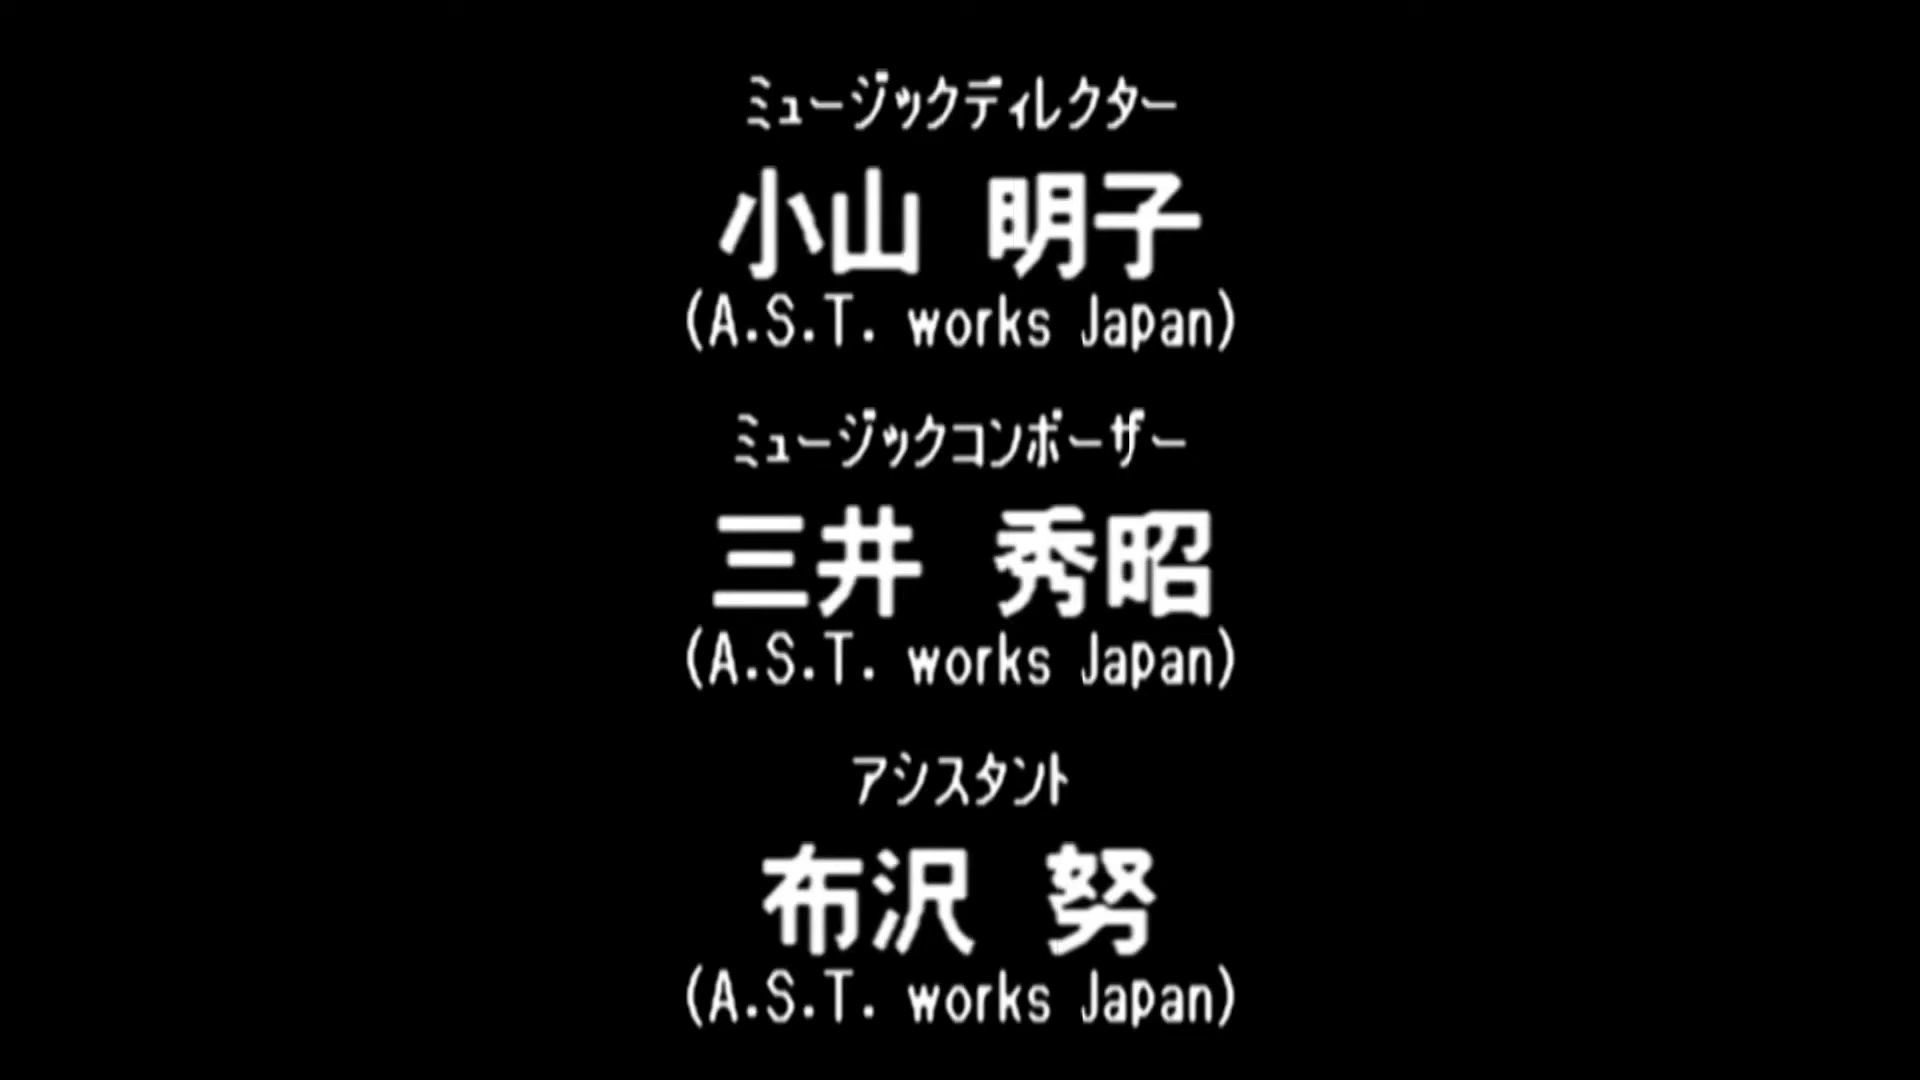 ミュージックディレクター
小山 明子
(A.S.T. works Japan)
ミュージックコンポーザー
三井 秀昭
(A.S.T. works Japan)
アシスタント
布沢 努
(A.S.T. works Japan)